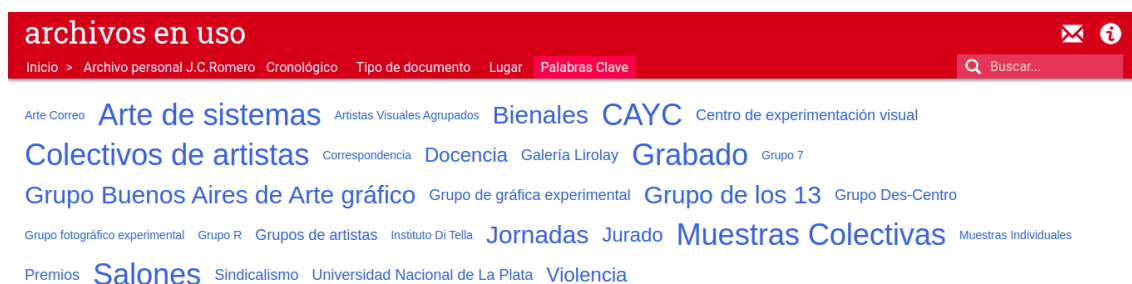 archivos en uso
Inicio > Archivo personal J.C.Romero Cronológico Tipo de documento Lugar Palabras Clave Buscar...
Arte Correo Arte de sistemas Artistas Visuales Agrupados Bienales CAYC Centro de experimentación visual
Colectivos de artistas Correspondencia Docencia Galería Lirolay Grabado Grupo 7
Grupo Buenos Aires de Arte gráfico Grupo de gráfica experimental Grupo de los 13 Grupo Des-Centro
Grupo fotográfico experimental Grupo R Grupos de artistas Instituto Di Tella Jornadas Jurado Muestras Colectivas Muestras Individuales
Premios Salones Sindicalismo Universidad Nacional de La Plata Violencia